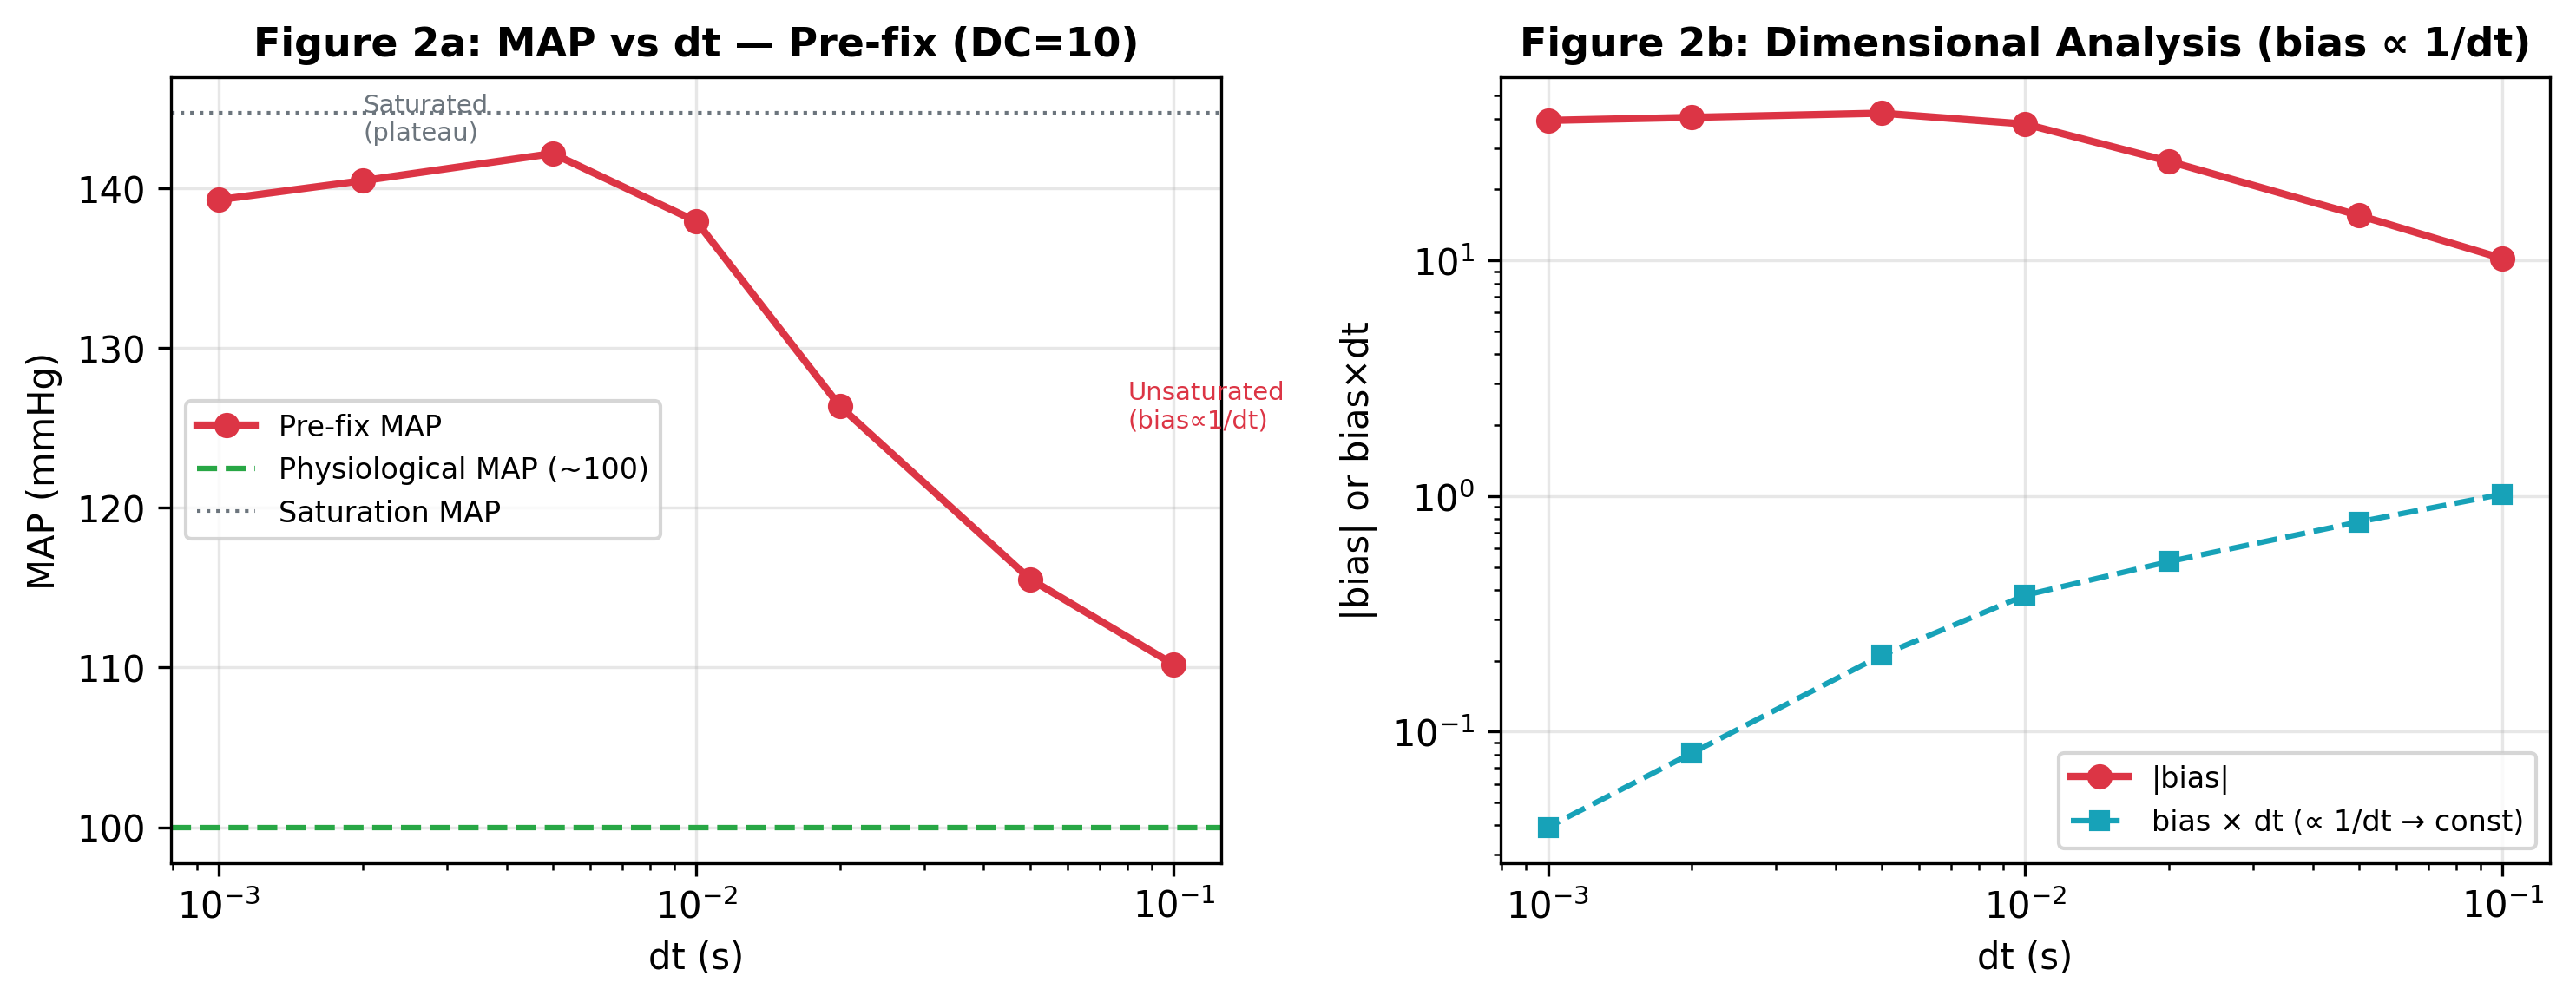 Figure 2a: MAP vs dt — Pre-fix (DC=10)
Saturated
(plateau)
140
130
120
110
100
MAP (mmHg)
Unsaturated
(bias∝1/dt)
Pre-fix MAP
Physiological MAP (~100)
Saturation MAP
10⁻³
10⁻²
10⁻¹
dt (s)
Figure 2b: Dimensional Analysis (bias ∝ 1/dt)
10¹
10⁰
10⁻¹
|bias| or bias×dt
|bias|
bias × dt (∝ 1/dt → const)
10⁻³
10⁻²
10⁻¹
dt (s)